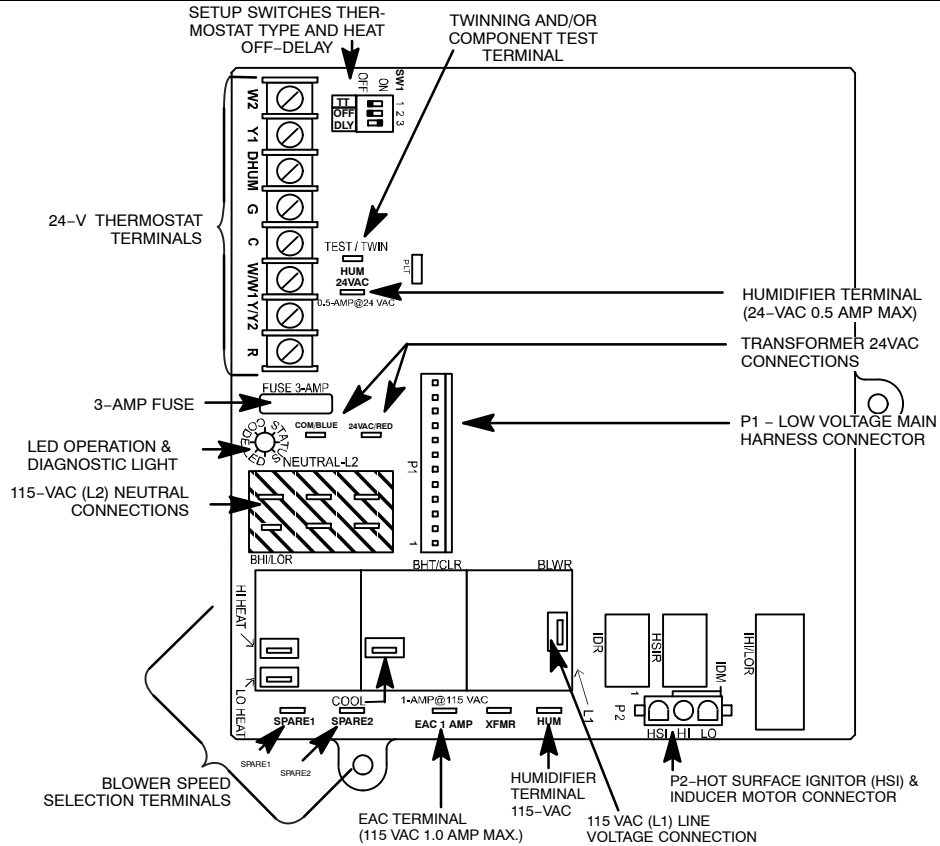 SETUP SWITCHES THER-
MOSTAT TYPE AND HEAT
OFF-DELAY
TWINNING AND/OR
COMPONENT TEST
TERMINAL
SW1
OFF
ON
TT
OFF
DLY
1 2 3
W2
Y1
DHUM
G
C
W/W1
Y/Y2
R
24-V THERMOSTAT
TERMINALS
TEST / TWIN
HUM
24VAC
0.5-AMP@24 VAC
PLT
HUMIDIFIER TERMINAL
(24-VAC 0.5 AMP MAX)
TRANSFORMER 24VAC
CONNECTIONS
FUSE 3-AMP
3-AMP FUSE
COM/BLUE
24VAC/RED
P1 - LOW VOLTAGE MAIN
HARNESS CONNECTOR
STATUS
CODE
LED
LED OPERATION &
DIAGNOSTIC LIGHT
NEUTRAL-L2
P1
1
115-VAC (L2) NEUTRAL
CONNECTIONS
BHI/LOR
BHT/CLR
BLWR
HI HEAT
LO HEAT
IDR
HSIR
IHI/LOR
IDM
1
P2
HSI HI LO
COOL
1-AMP@115 VAC
L1
SPARE1
SPARE2
EAC 1 AMP
XFMR
HUM
SPARE1
SPARE2
BLOWER SPEED
SELECTION TERMINALS
HUMIDIFIER
TERMINAL
115-VAC
P2-HOT SURFACE IGNITOR (HSI) &
INDUCER MOTOR CONNECTOR
EAC TERMINAL
(115 VAC 1.0 AMP MAX.)
115 VAC (L1) LINE
VOLTAGE CONNECTION